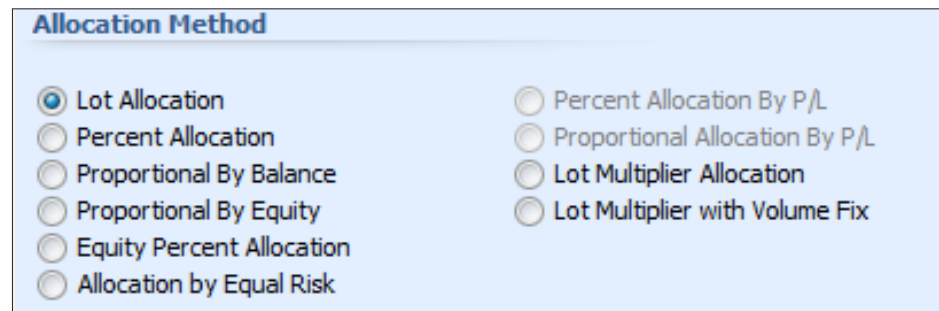 Allocation Method
Lot Allocation
Percent Allocation
Proportional By Balance
Proportional By Equity
Equity Percent Allocation
Allocation by Equal Risk
Percent Allocation By P/L
Proportional Allocation By P/L
Lot Multiplier Allocation
Lot Multiplier with Volume Fix